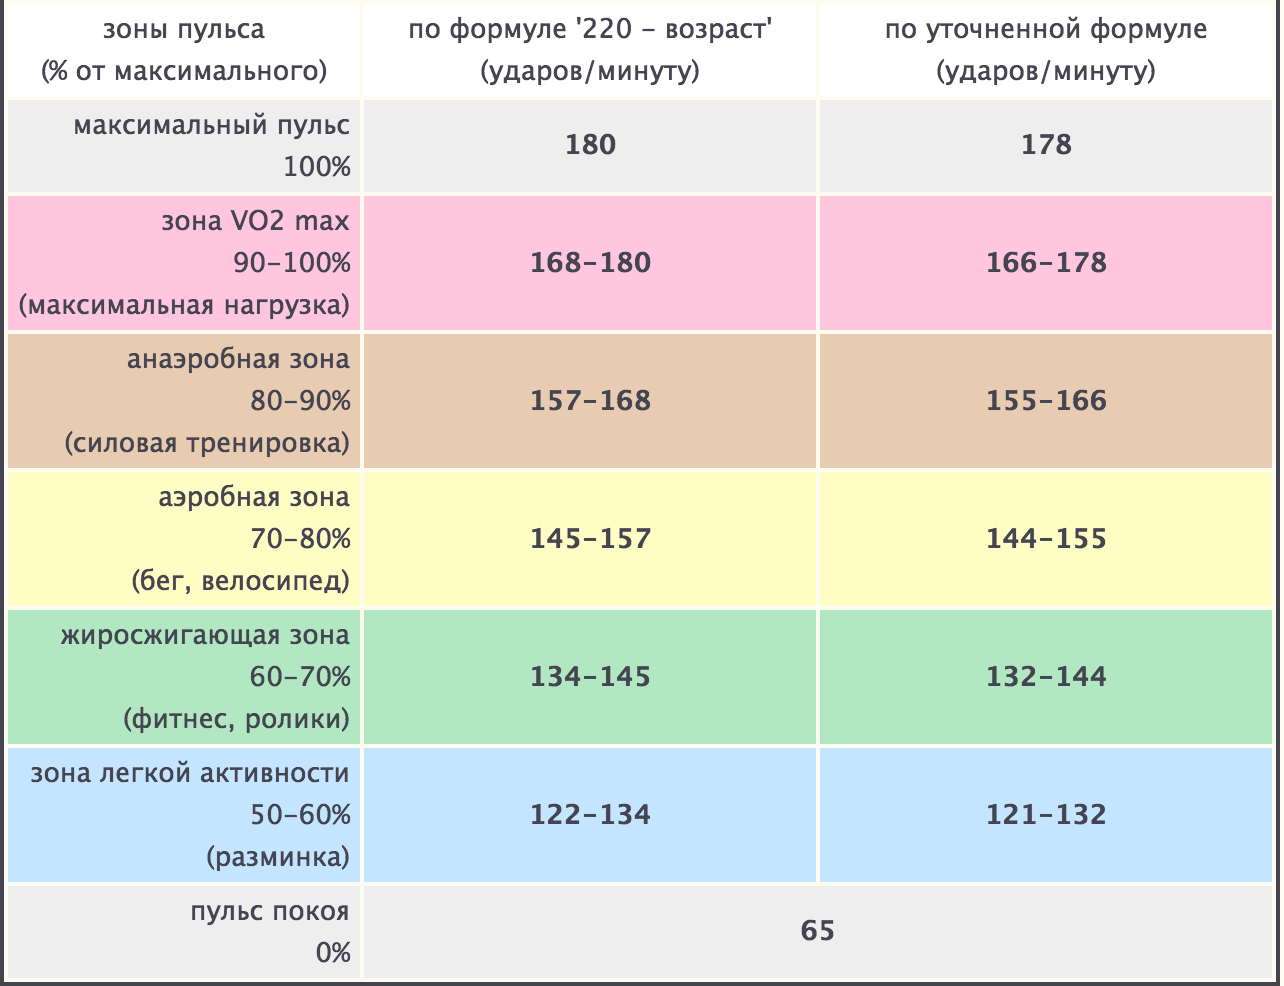 зоны пульса
(% от максимального)
по формуле '220 – возраст'
(ударов/минуту)
по уточненной формуле
(ударов/минуту)
максимальный пульс
100%
180
178
зона VO2 max
90–100%
(максимальная нагрузка)
168–180
166–178
анаэробная зона
80–90%
(силовая тренировка)
157–168
155–166
аэробная зона
70–80%
(бег, велосипед)
145–157
144–155
жиросжигающая зона
60–70%
(фитнес, ролики)
134–145
132–144
зона легкой активности
50–60%
(разминка)
122–134
121–132
пульс покоя
0%
65